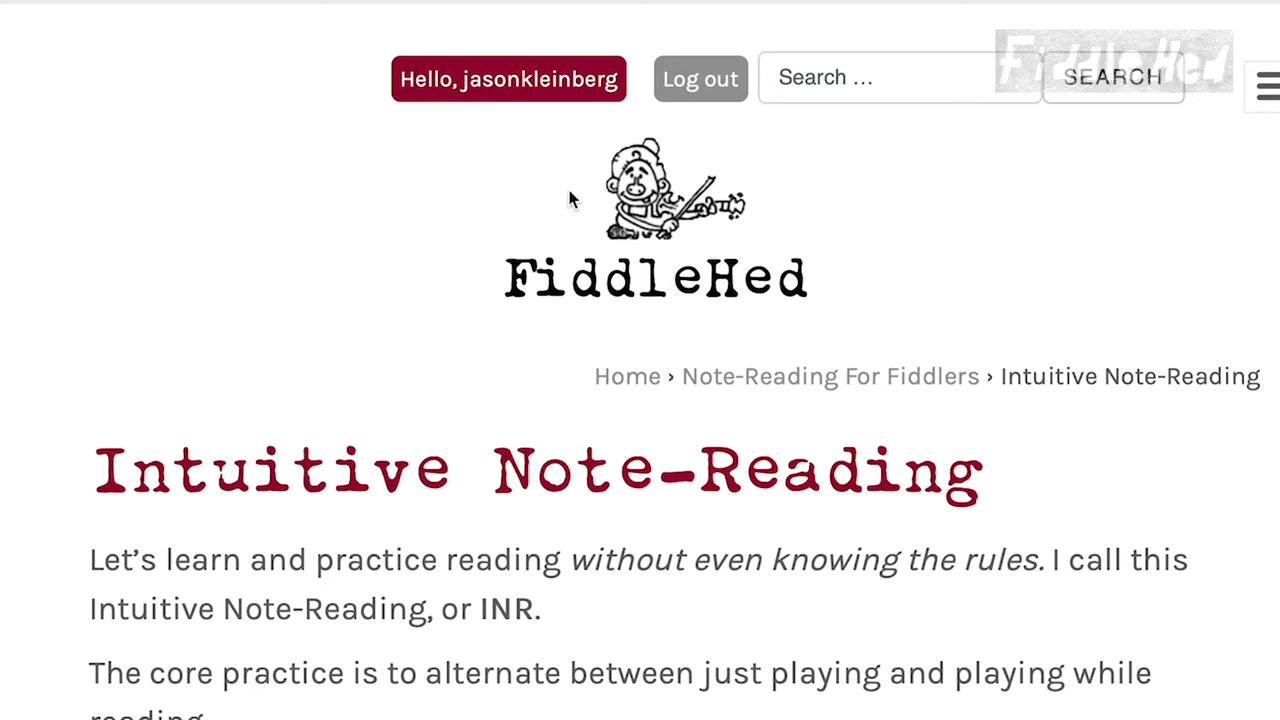 Hello, jasonkleinberg
Log out
Search ...
SEARCH
FiddleHed
FiddleHed
Home › Note-Reading For Fiddlers › Intuitive Note-Reading
Intuitive Note-Reading
Let’s learn and practice reading without even knowing the rules. I call this
Intuitive Note-Reading, or INR.
The core practice is to alternate between just playing and playing while
reading.